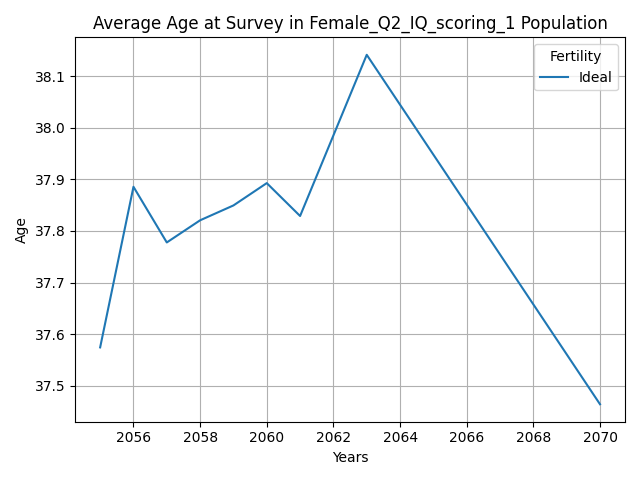 Average Age at Survey in Female_Q2_IQ_scoring_1 Population
Fertility
Ideal
38.1
38.0
37.9
37.8
37.7
37.6
37.5
Age
2056 2058 2060 2062 2064 2066 2068 2070
Years